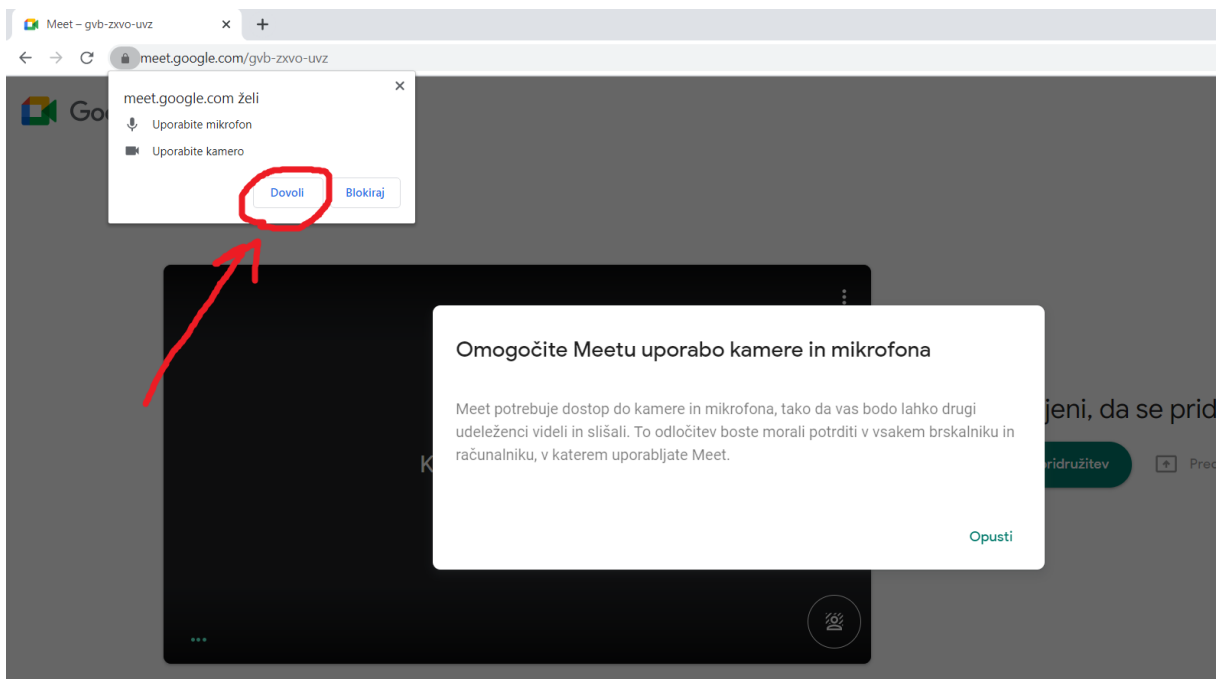 Meet – gvb-zxvo-uvz
meet.google.com/gvb-zxvo-uvz
meet.google.com želi
Uporabite mikrofon
Uporabite kamero
Dovoli Blokiraj
Omogočite Meetu uporabo kamere in mikrofona
Meet potrebuje dostop do kamere in mikrofona, tako da vas bodo lahko drugi
udeleženci videli in slišali. To odločitev boste morali potrditi v vsakem brskalniku in
računalniku, v katerem uporabljate Meet.
Opusti
da se